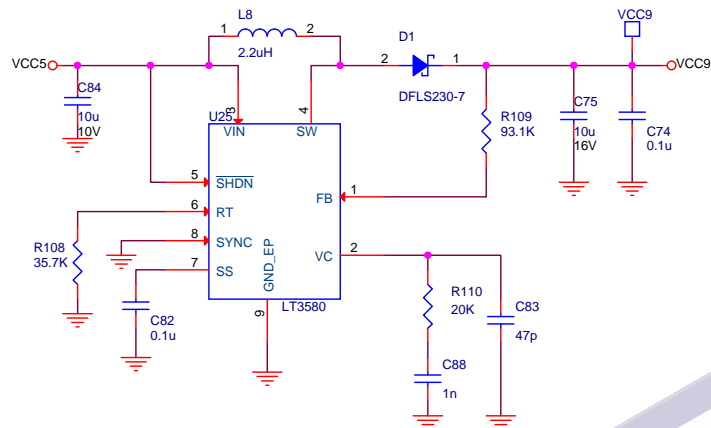 VCC9
L8
1
2
2.2uH
D1
VCC5
2
1
VCC9
DFLS230-7
C84
10u
10V
U25
3
4
VIN
SW
R109
93.1K
C75
10u
16V
C74
0.1u
5
SHDN
1
FB
6
RT
R108
35.7K
8
SYNC
2
VC
7
SS
GND_EP
R110
20K
C83
47p
9
LT3580
C82
0.1u
C88
1n